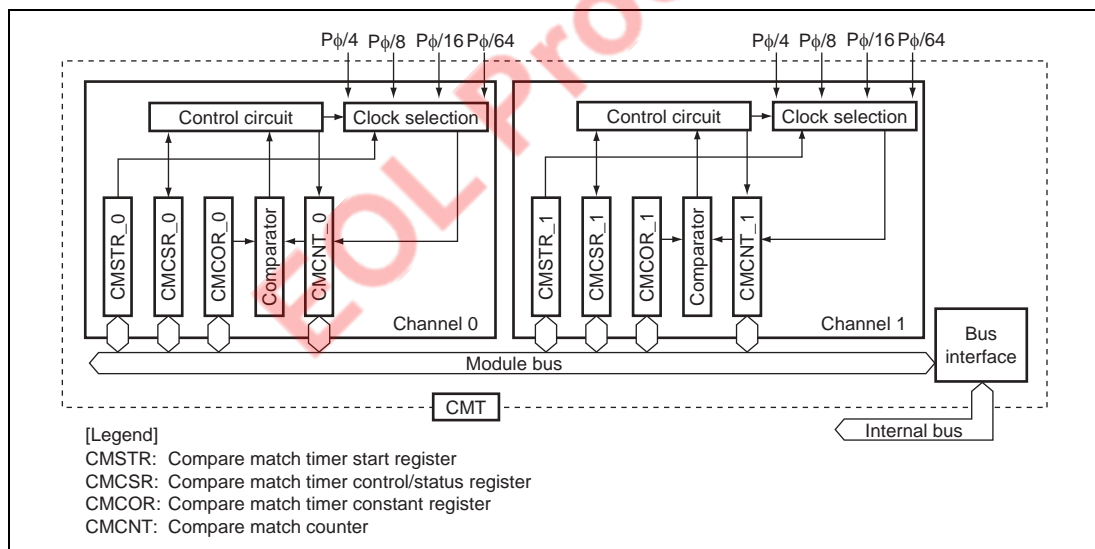 Pϕ/4 Pϕ/8 Pϕ/16 Pϕ/64
Pϕ/4 Pϕ/8 Pϕ/16 Pϕ/64
Control circuit
Clock selection
Control circuit
Clock selection
CMSTR_0
CMCSR_0
CMCOR_0
Comparator
CMCNT_0
CMSTR_1
CMCSR_1
CMCOR_1
Comparator
CMCNT_1
Channel 0
Channel 1
Bus
interface
Module bus
CMT
Internal bus
[Legend]
CMSTR: Compare match timer start register
CMCSR: Compare match timer control/status register
CMCOR: Compare match timer constant register
CMCNT: Compare match counter
EOL Pro